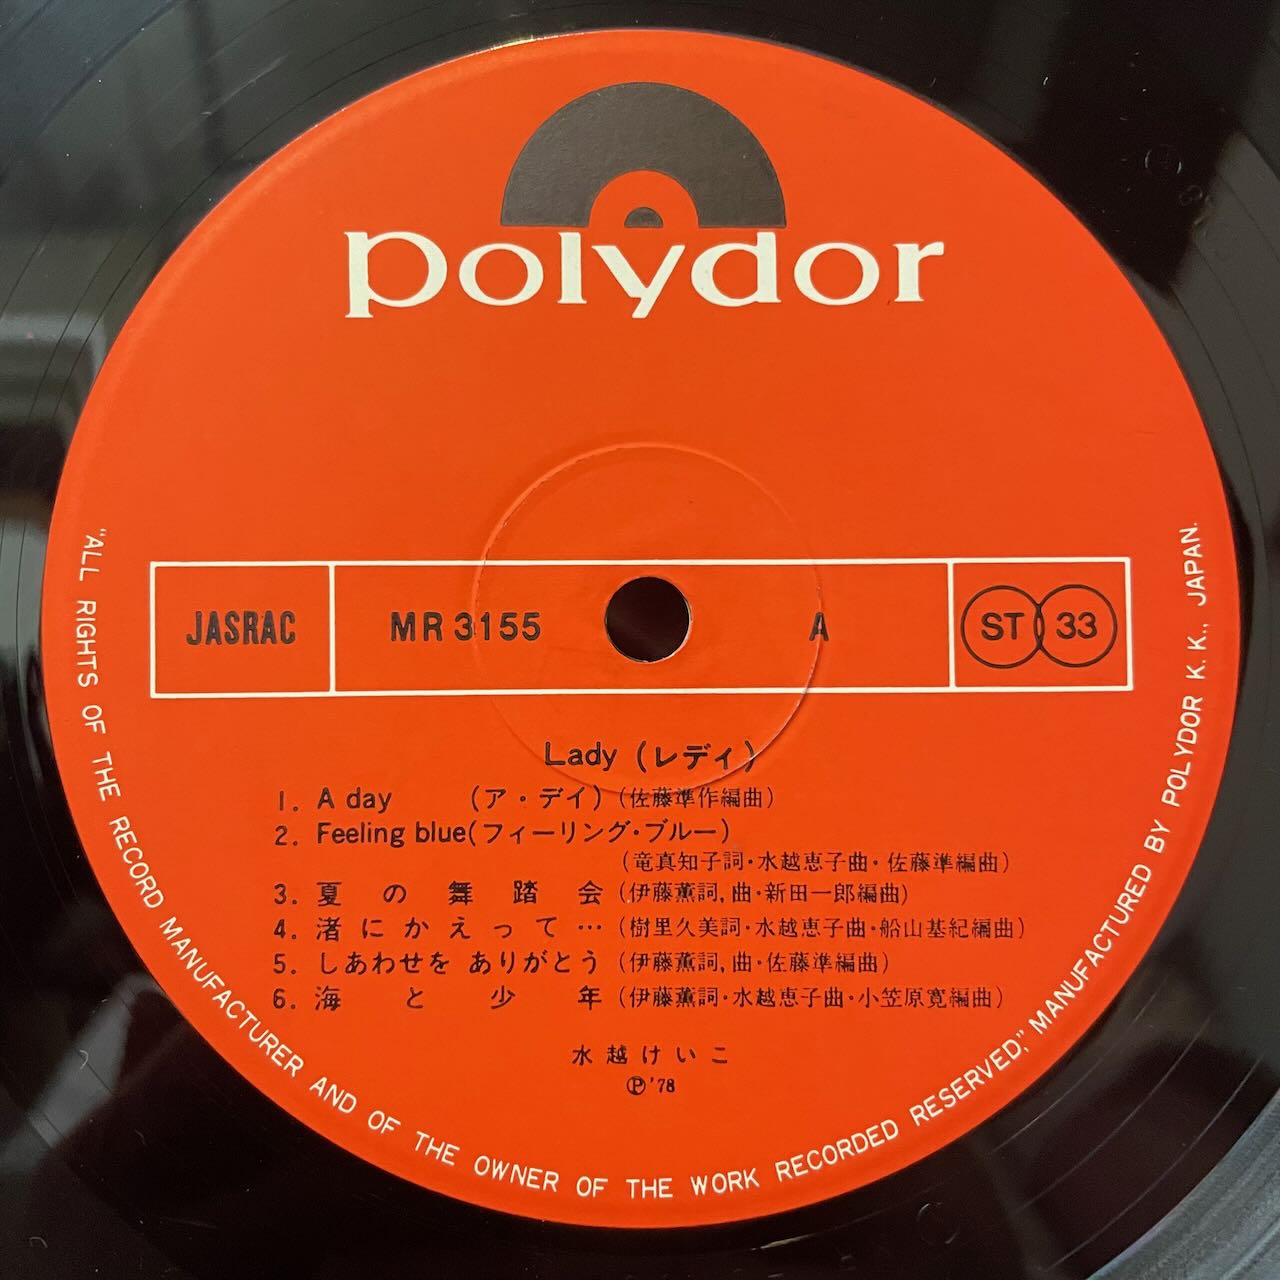 polydor
JASRAC MR 3155 A ST 33
Lady (レディ)
1. A day (ア・デイ) (佐藤準作編曲)
2. Feeling blue (フィーリング・ブルー)
(竜真知子詞・水越恵子曲・佐藤準編曲)
3. 夏の舞踏会 (伊藤薫詞,曲・新田一郎編曲)
4. 渚にかえって… (樹里久美詞・水越恵子曲・船山基紀編曲)
5. しあわせを ありがとう (伊藤薫詞,曲・佐藤準編曲)
6. 海と少年 (伊藤薫詞・水越恵子曲・小笠原寛編曲)
水越けいこ
Ⓟ'78
"ALL RIGHTS OF THE RECORD MANUFACTURER AND OF THE OWNER OF THE WORK RECORDED RESERVED," MANUFACTURED BY POLYDOR K. K., JAPAN.